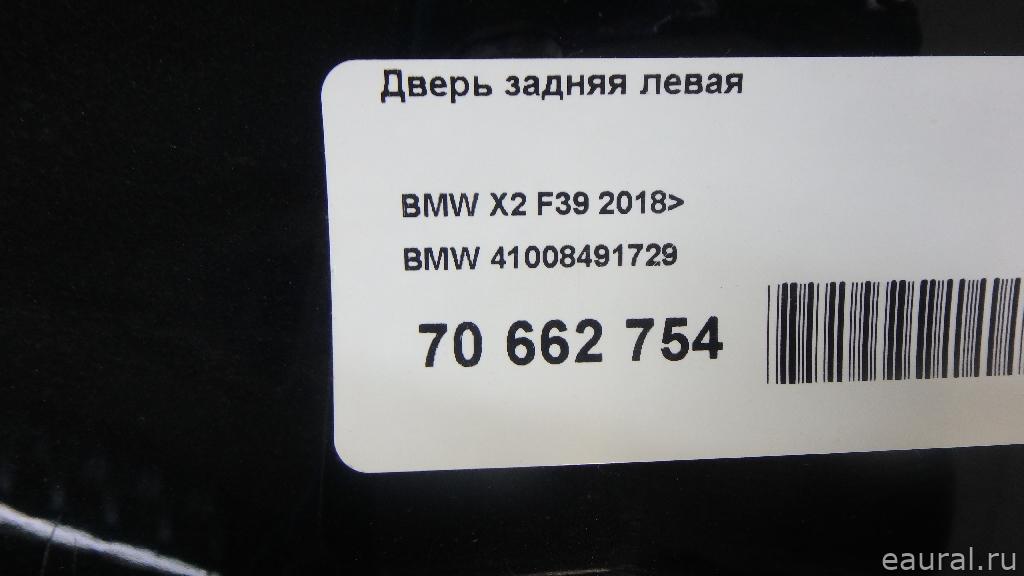 Дверь задняя левая
BMW X2 F39 2018>
BMW 41008491729
70 662 754
eaural.ru